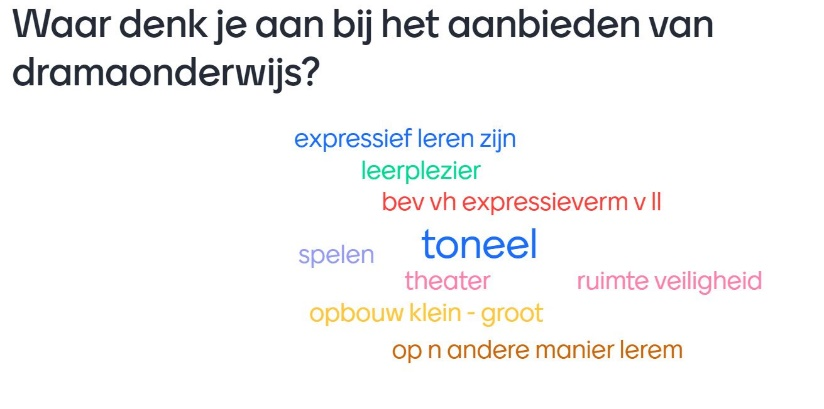 Waar denk je aan bij het aanbieden van
dramaonderwijs?
expressief leren zijn
leerplezier
bev vh expressieverm v ll
toneel
spelen
theater
ruimte veiligheid
opbouw klein - groot
op n andere manier lerem